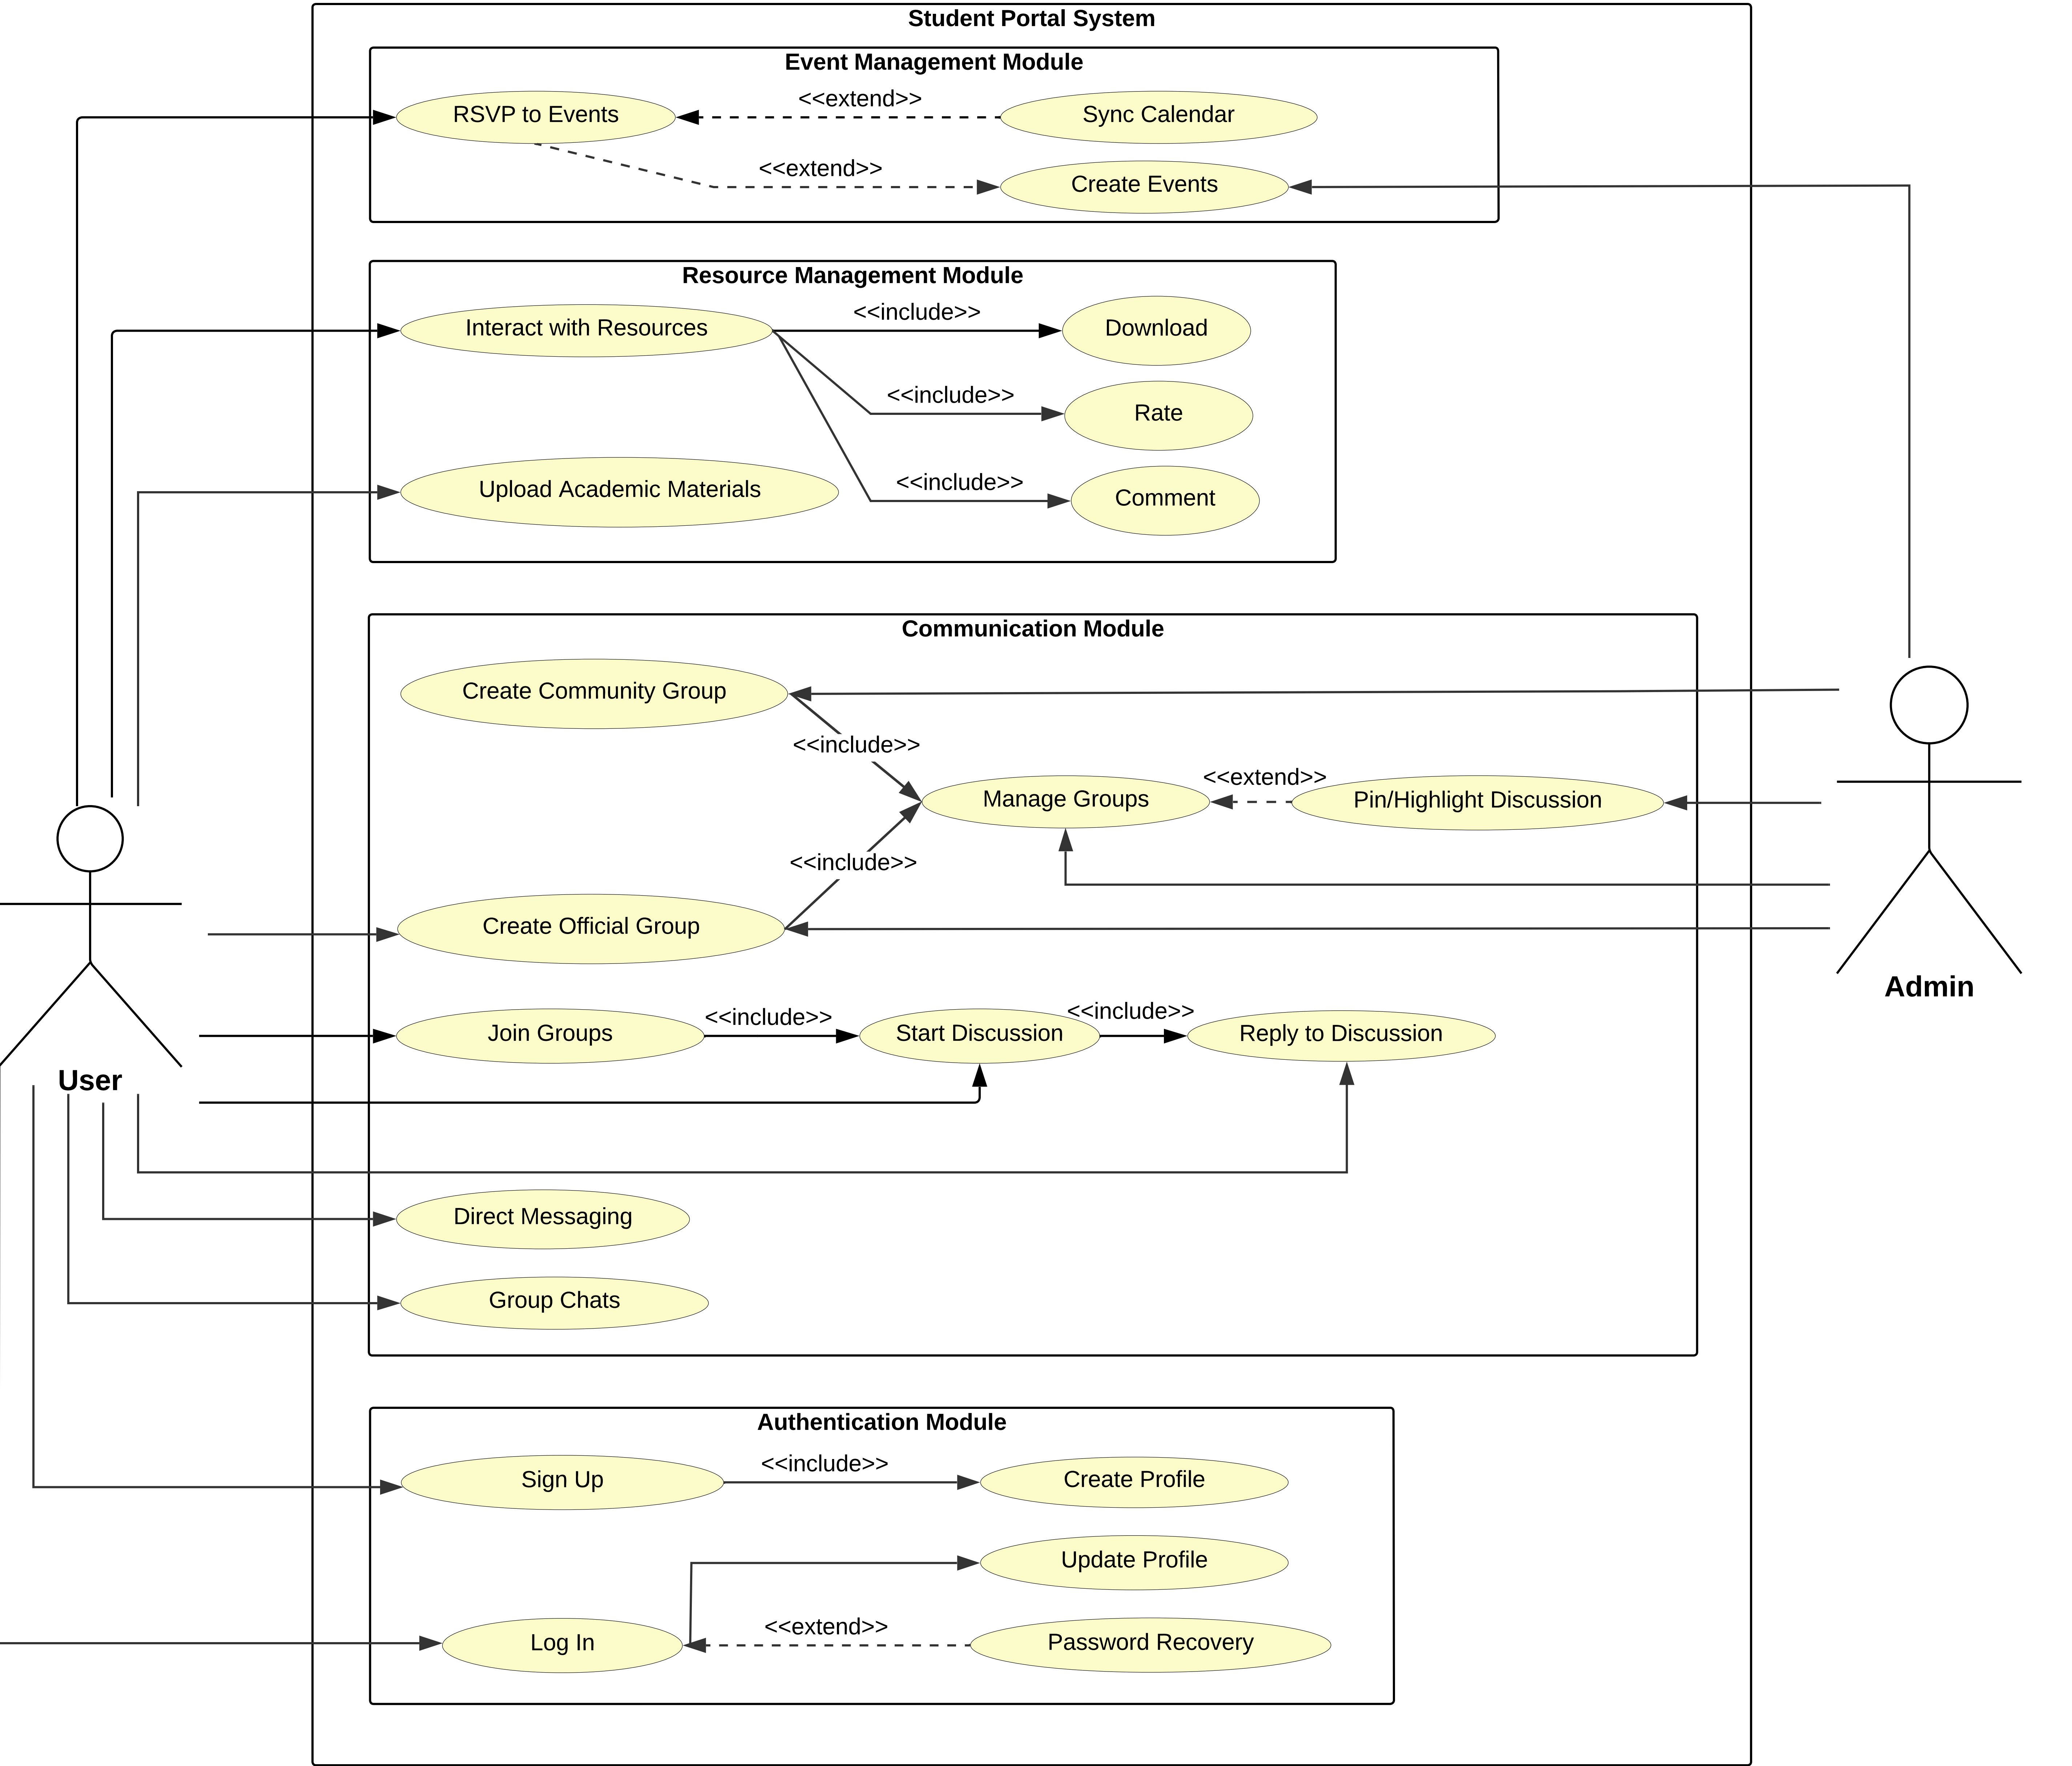 Student Portal System
Event Management Module
RSVP to Events
<<extend>>
Sync Calendar
<<extend>>
Create Events
Resource Management Module
Interact with Resources
<<include>>
Download
<<include>>
Rate
Upload Academic Materials
<<include>>
Comment
Communication Module
Create Community Group
<<include>>
Manage Groups
<<extend>>
Pin/Highlight Discussion
<<include>>
Create Official Group
Admin
Join Groups
<<include>>
Start Discussion
<<include>>
Reply to Discussion
User
Direct Messaging
Group Chats
Authentication Module
Sign Up
<<include>>
Create Profile
Update Profile
Log In
<<extend>>
Password Recovery